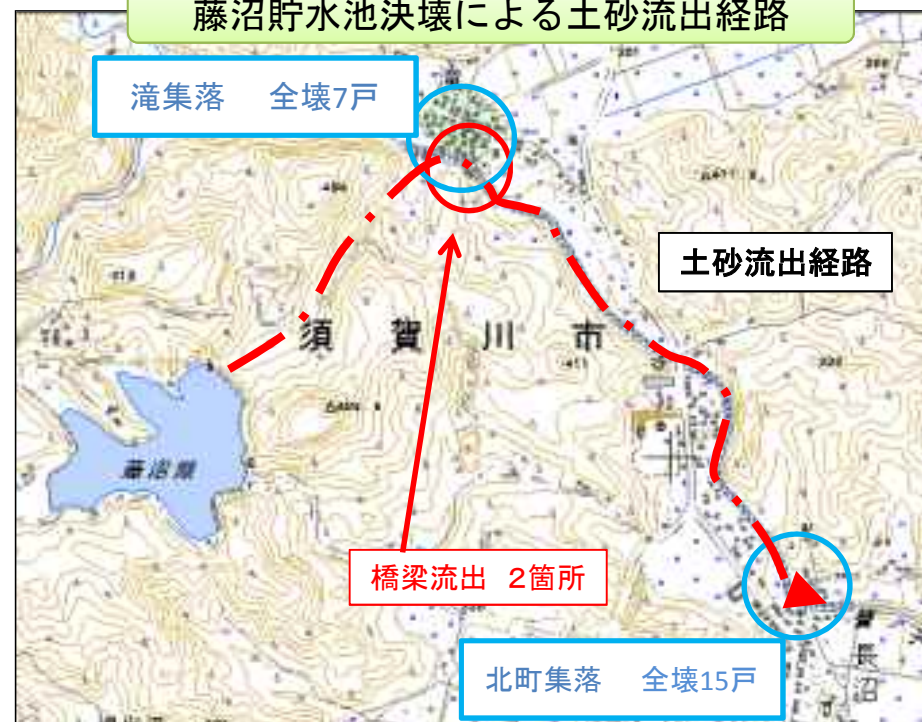 藤沼貯水池決壊による土砂流出経路
滝集落　全壊7戸
土砂流出経路
須賀川市
藤沼湖
橋梁流出　２箇所
北町集落　全壊15戸
長沼